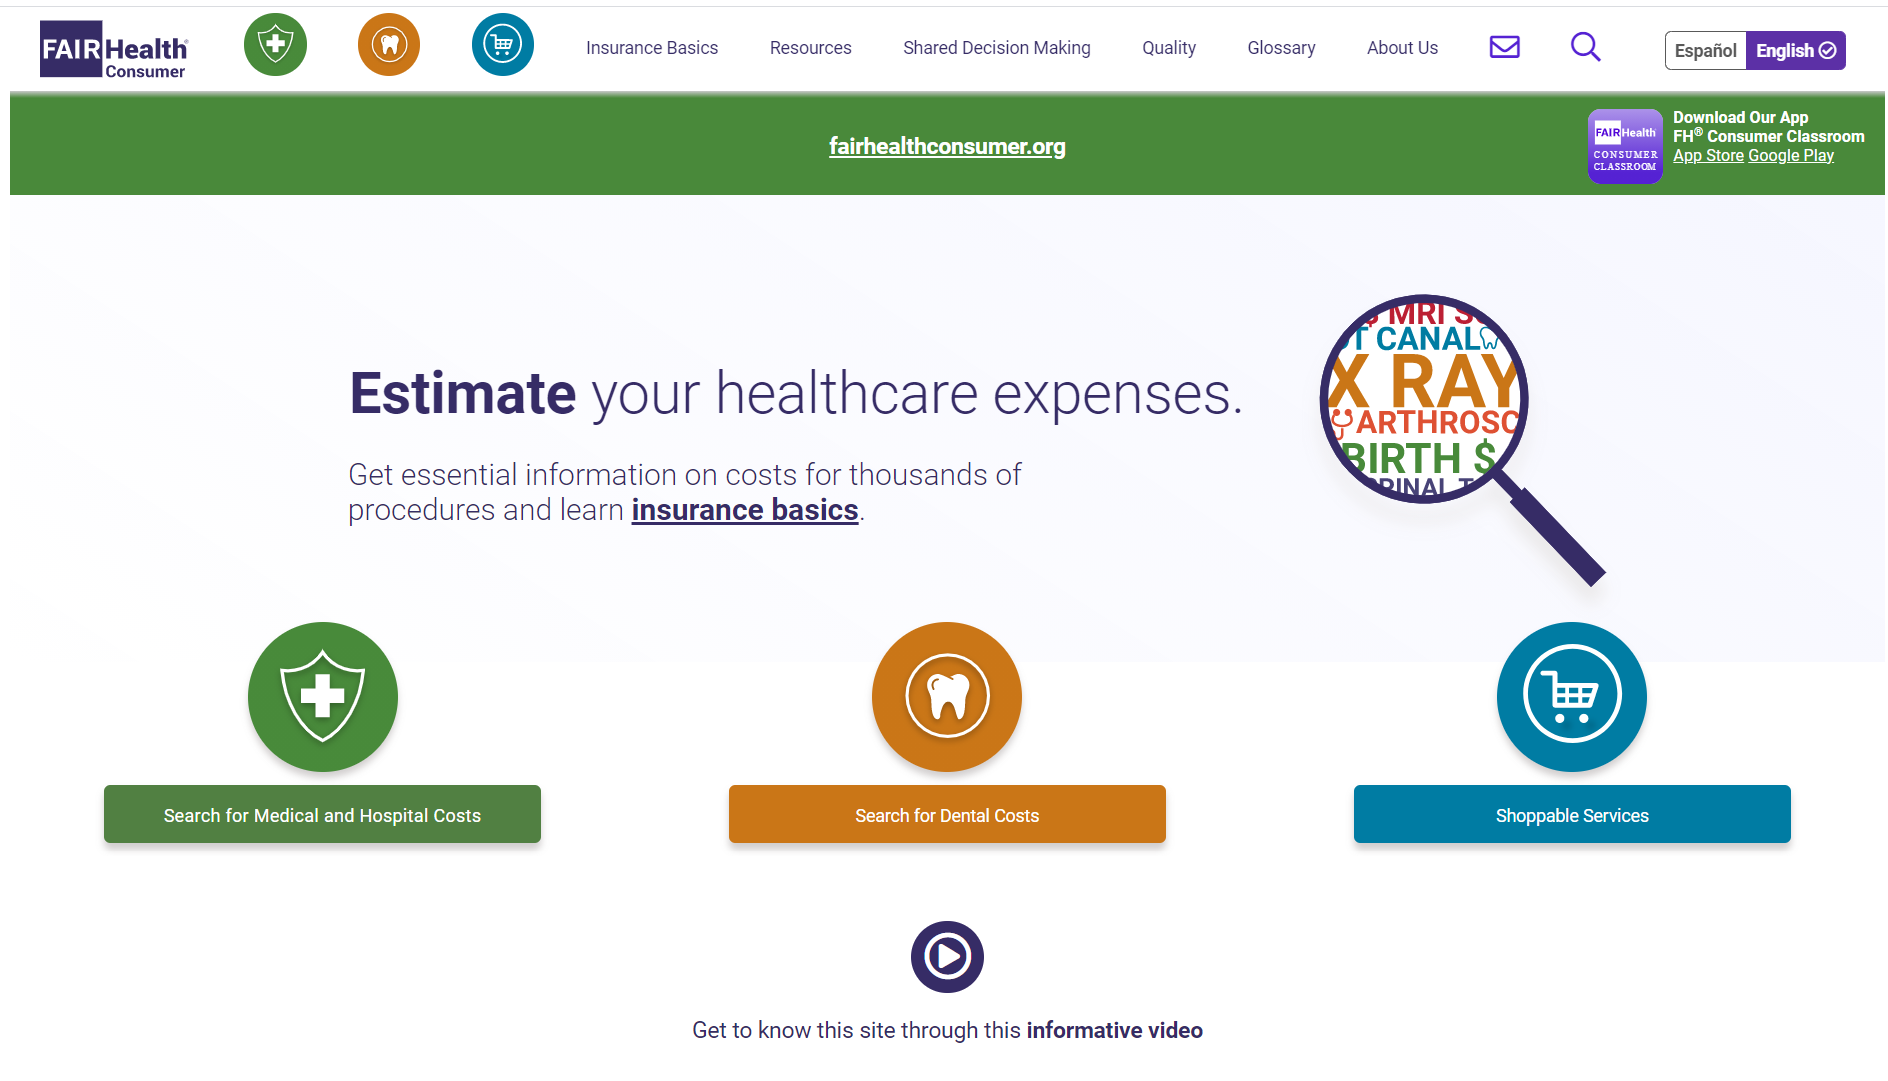 FAIR Health®
Consumer
Insurance Basics
Resources
Shared Decision Making
Quality
Glossary
About Us
Español
English
fairhealthconsumer.org
FAIR Health
CONSUMER
CLASSROOM
Download Our App
FH® Consumer Classroom
App Store Google Play
Estimate your healthcare expenses.
Get essential information on costs for thousands of
procedures and learn insurance basics.
$ MRI S
T CANAL
X RAY
ARTHROSC
BIRTH $
PINAL T
Search for Medical and Hospital Costs
Search for Dental Costs
Shoppable Services
Get to know this site through this informative video